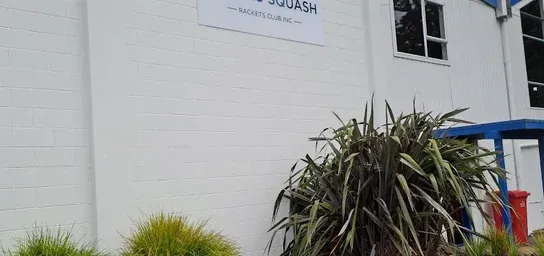 SQUASH
— RACKETS CLUB INC —